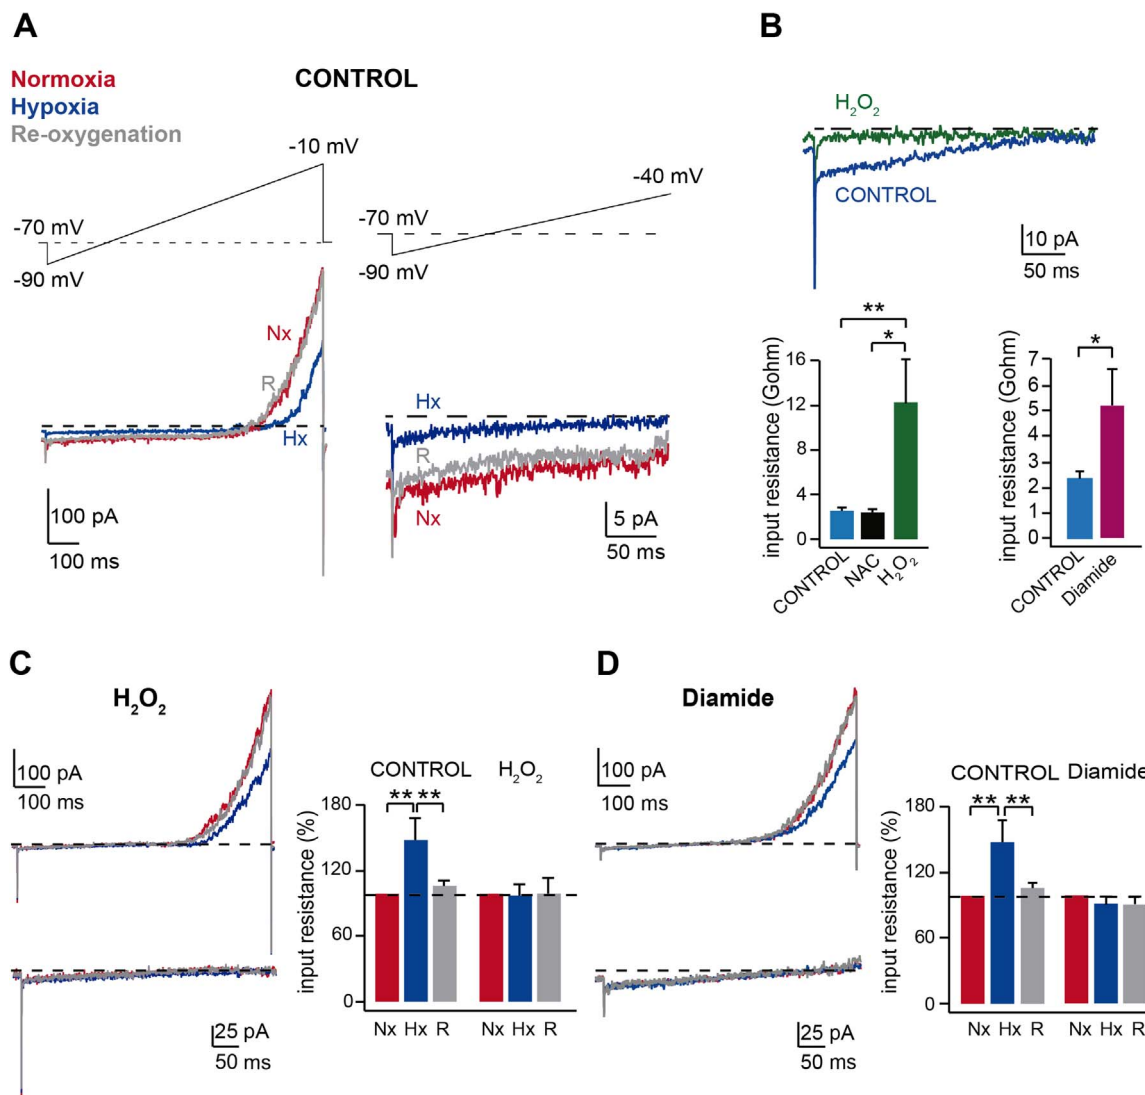 A
Normoxia
Hypoxia
Re-oxygenation
CONTROL
-10 mV
-70 mV
-90 mV
-40 mV
-70 mV
-90 mV
Nx
R
Hx
100 pA
100 ms
Hx
R
Nx
5 pA
50 ms
B
H₂O₂
CONTROL
10 pA
50 ms
**
*
16
12
8
4
0
input resistance (Gohm)
CONTROL
NAC
H₂O₂
*
7
6
5
4
3
2
1
0
input resistance (Gohm)
CONTROL
Diamide
C
H₂O₂
100 pA
100 ms
25 pA
50 ms
CONTROL
H₂O₂
** **
180
120
60
0
input resistance (%)
Nx Hx R
Nx Hx R
D
Diamide
100 pA
100 ms
25 pA
50 ms
CONTROL
Diamide
** **
180
120
60
0
input resistance (%)
Nx Hx R
Nx Hx R